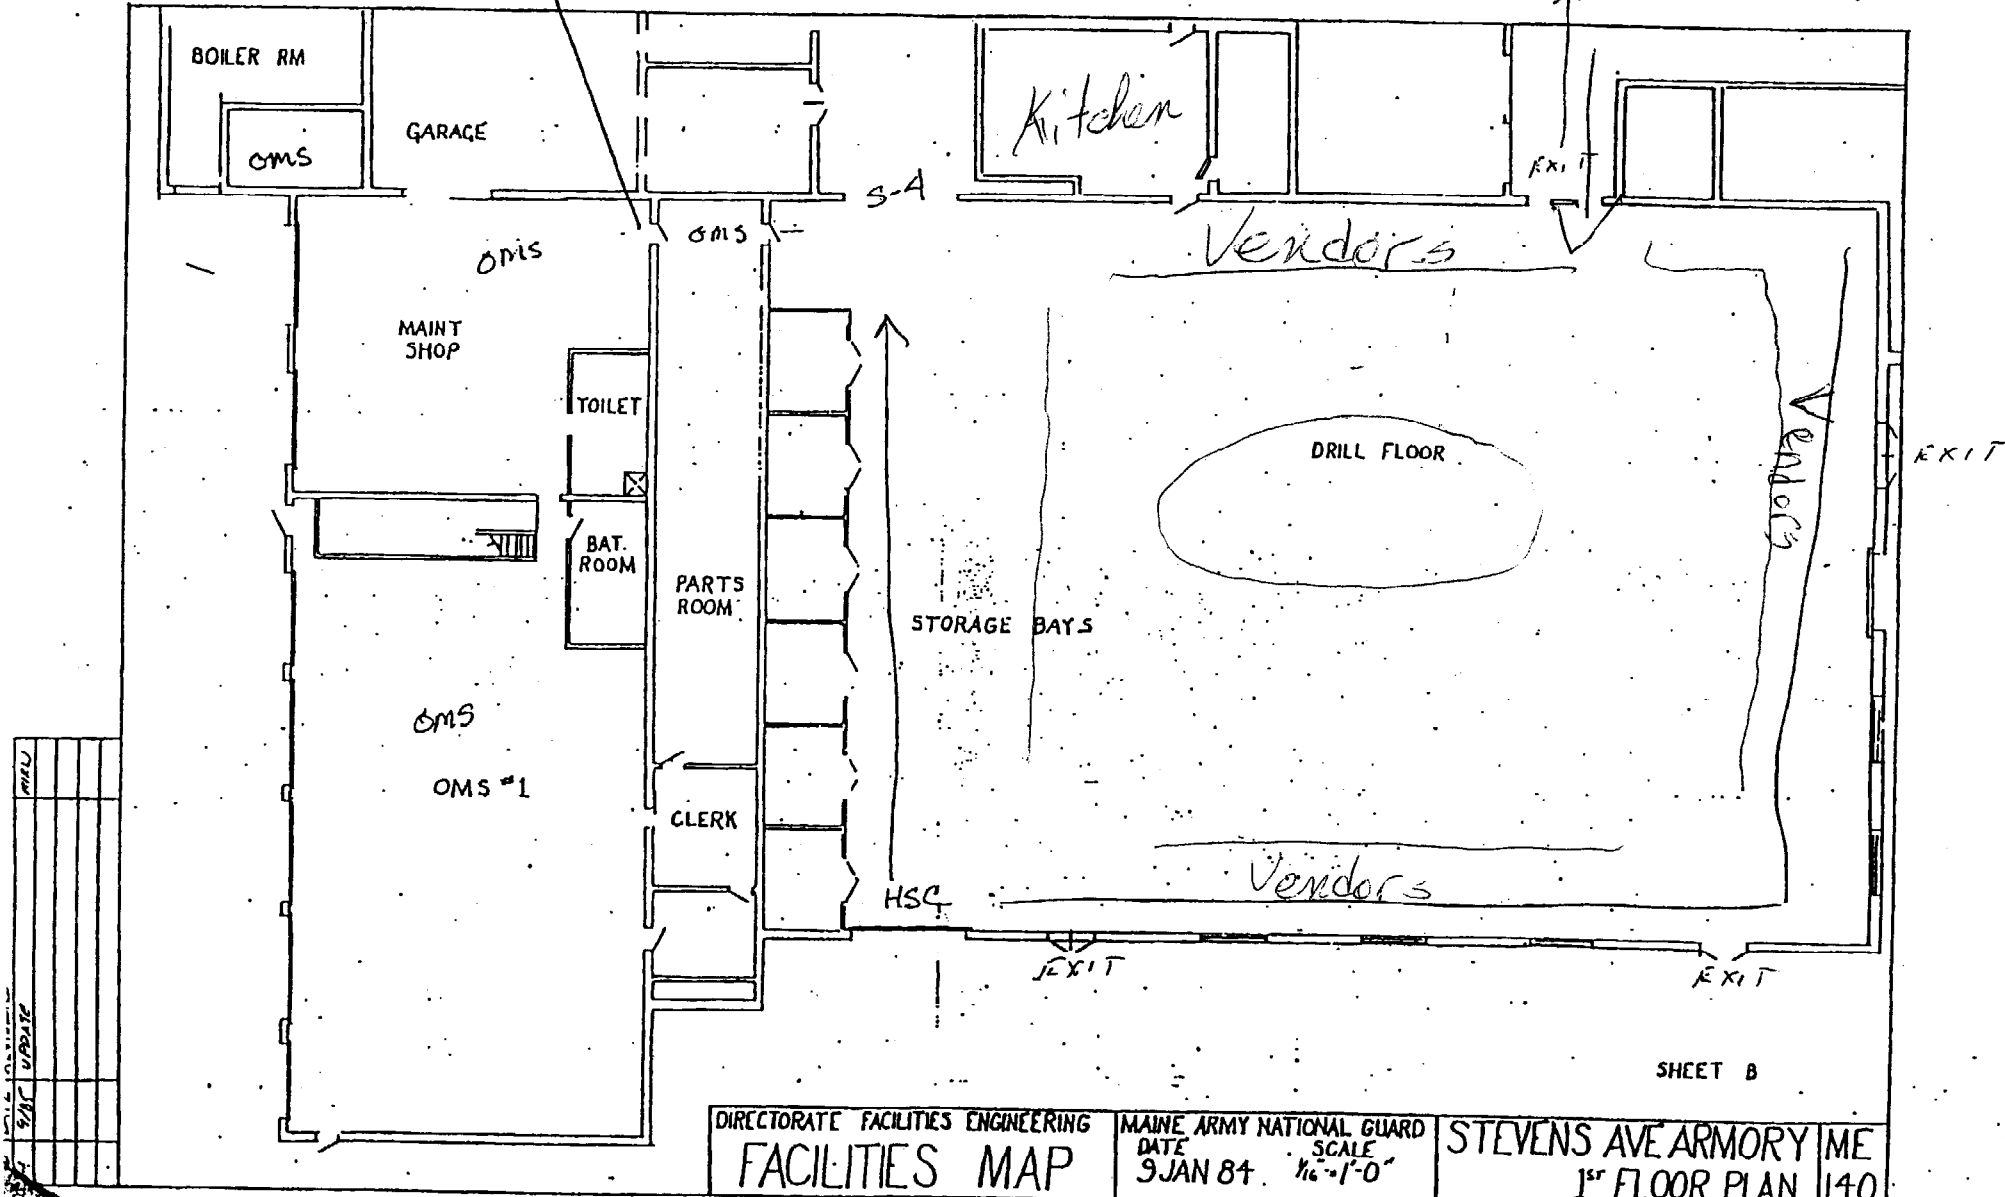 BOILER RM
OMS
GARAGE
Kitchen
S-4
EXIT
OMS
OMS
Vendors
MAINT
SHOP
TOILET
DRILL FLOOR
Vendors
EXIT
BAT.
ROOM
PARTS
ROOM
STORAGE BAYS
OMS
OMS #1
CLERK
HSC
Vendors
EXIT
EXIT
9/85 UPDATE
SHEET B
DIRECTORATE FACILITIES ENGINEERING
FACILITIES MAP
MAINE ARMY NATIONAL GUARD
DATE SCALE
9 JAN 84. 1/16"=1'-0"
STEVENS AVE ARMORY
1ST FLOOR PLAN
ME
140